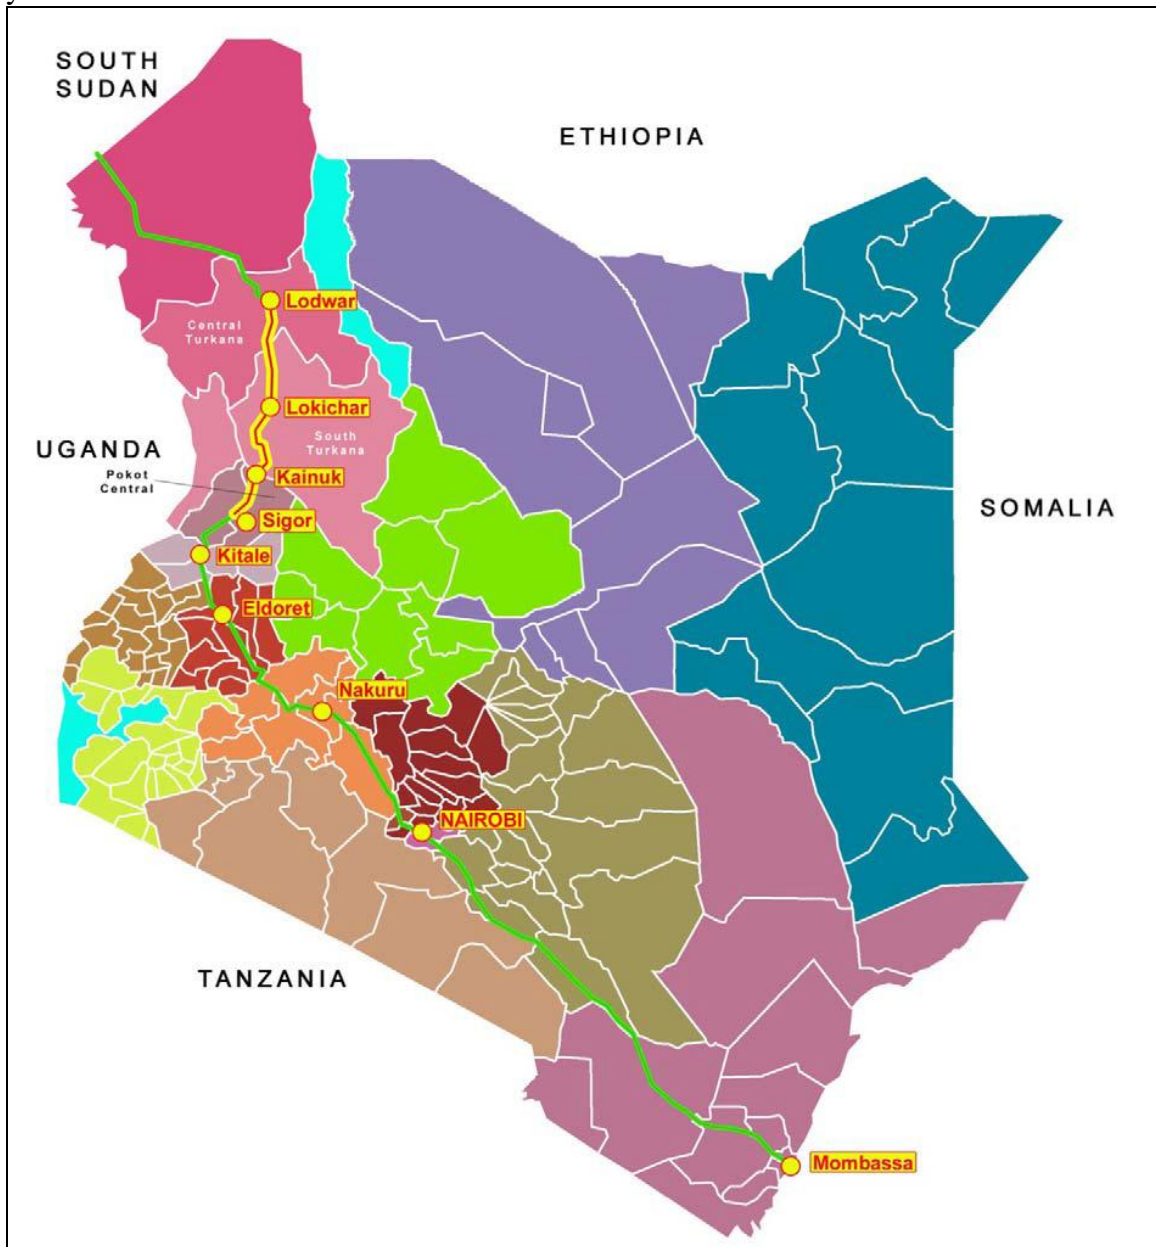 SOUTH
SUDAN
ETHIOPIA
Lodwar
Central
Turkana
Lokichar
South
Turkana
UGANDA
Pokot
Central
Kainuk
SOMALIA
Sigor
Kitale
Eldoret
Nakuru
NAIROBI
TANZANIA
Mombassa